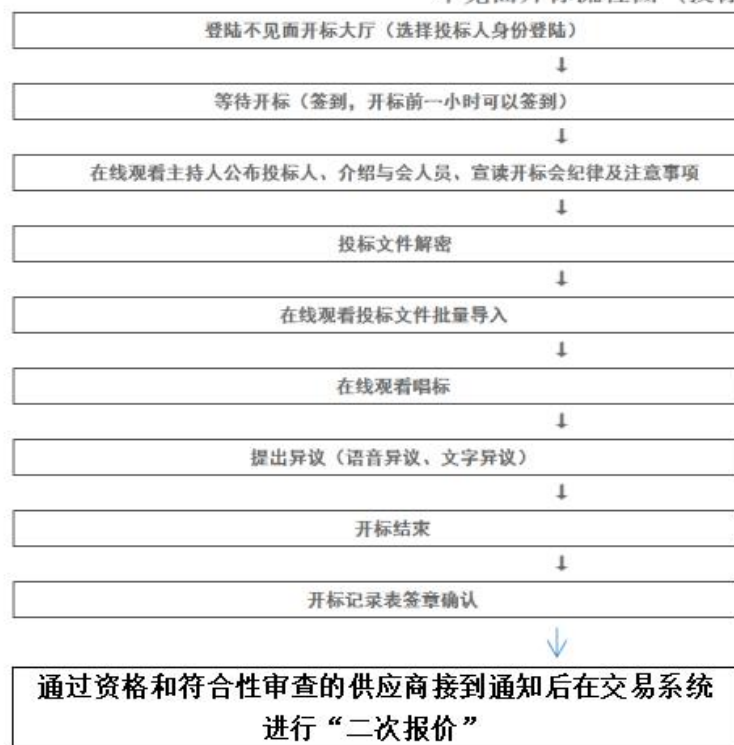 登陆不见面开标大厅（选择投标人身份登陆）
等待开标（签到，开标前一小时可以签到）
在线观看主持人公布投标人、介绍与会人员、宣读开标会纪律及注意事项
投标文件解密
在线观看投标文件批量导入
在线观看唱标
提出异议（语音异议、文字异议）
开标结束
开标记录表签章确认
通过资格和符合性审查的供应商接到通知后在交易系统
进行“二次报价”